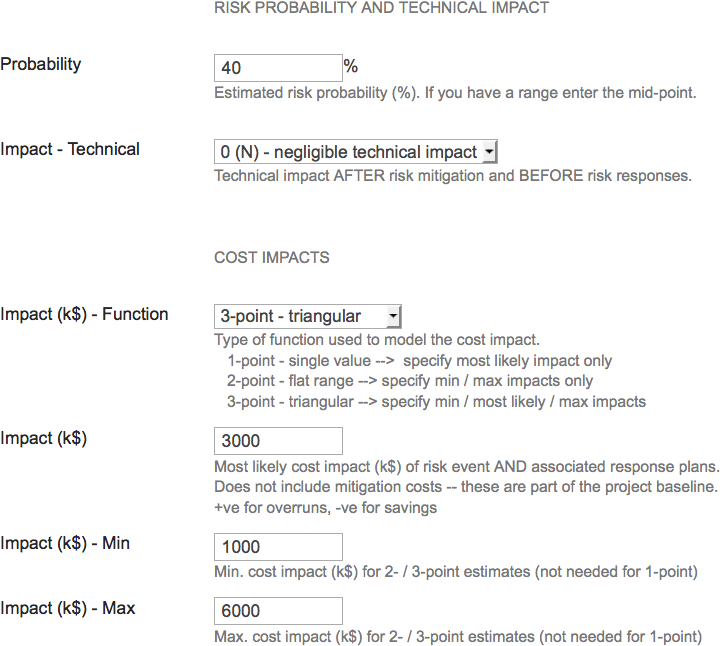 RISK PROBABILITY AND TECHNICAL IMPACT
Probability
40 %
Estimated risk probability (%). If you have a range enter the mid-point.
Impact - Technical
0 (N) - negligible technical impact
Technical impact AFTER risk mitigation and BEFORE risk responses.
COST IMPACTS
Impact (k$) - Function
3-point - triangular
Type of function used to model the cost impact.
1-point - single value --> specify most likely impact only
2-point - flat range --> specify min / max impacts only
3-point - triangular --> specify min / most likely / max impacts
Impact (k$)
3000
Most likely cost impact (k$) of risk event AND associated response plans.
Does not include mitigation costs -- these are part of the project baseline.
+ve for overruns, -ve for savings
Impact (k$) - Min
1000
Min. cost impact (k$) for 2- / 3-point estimates (not needed for 1-point)
Impact (k$) - Max
6000
Max. cost impact (k$) for 2- / 3-point estimates (not needed for 1-point)